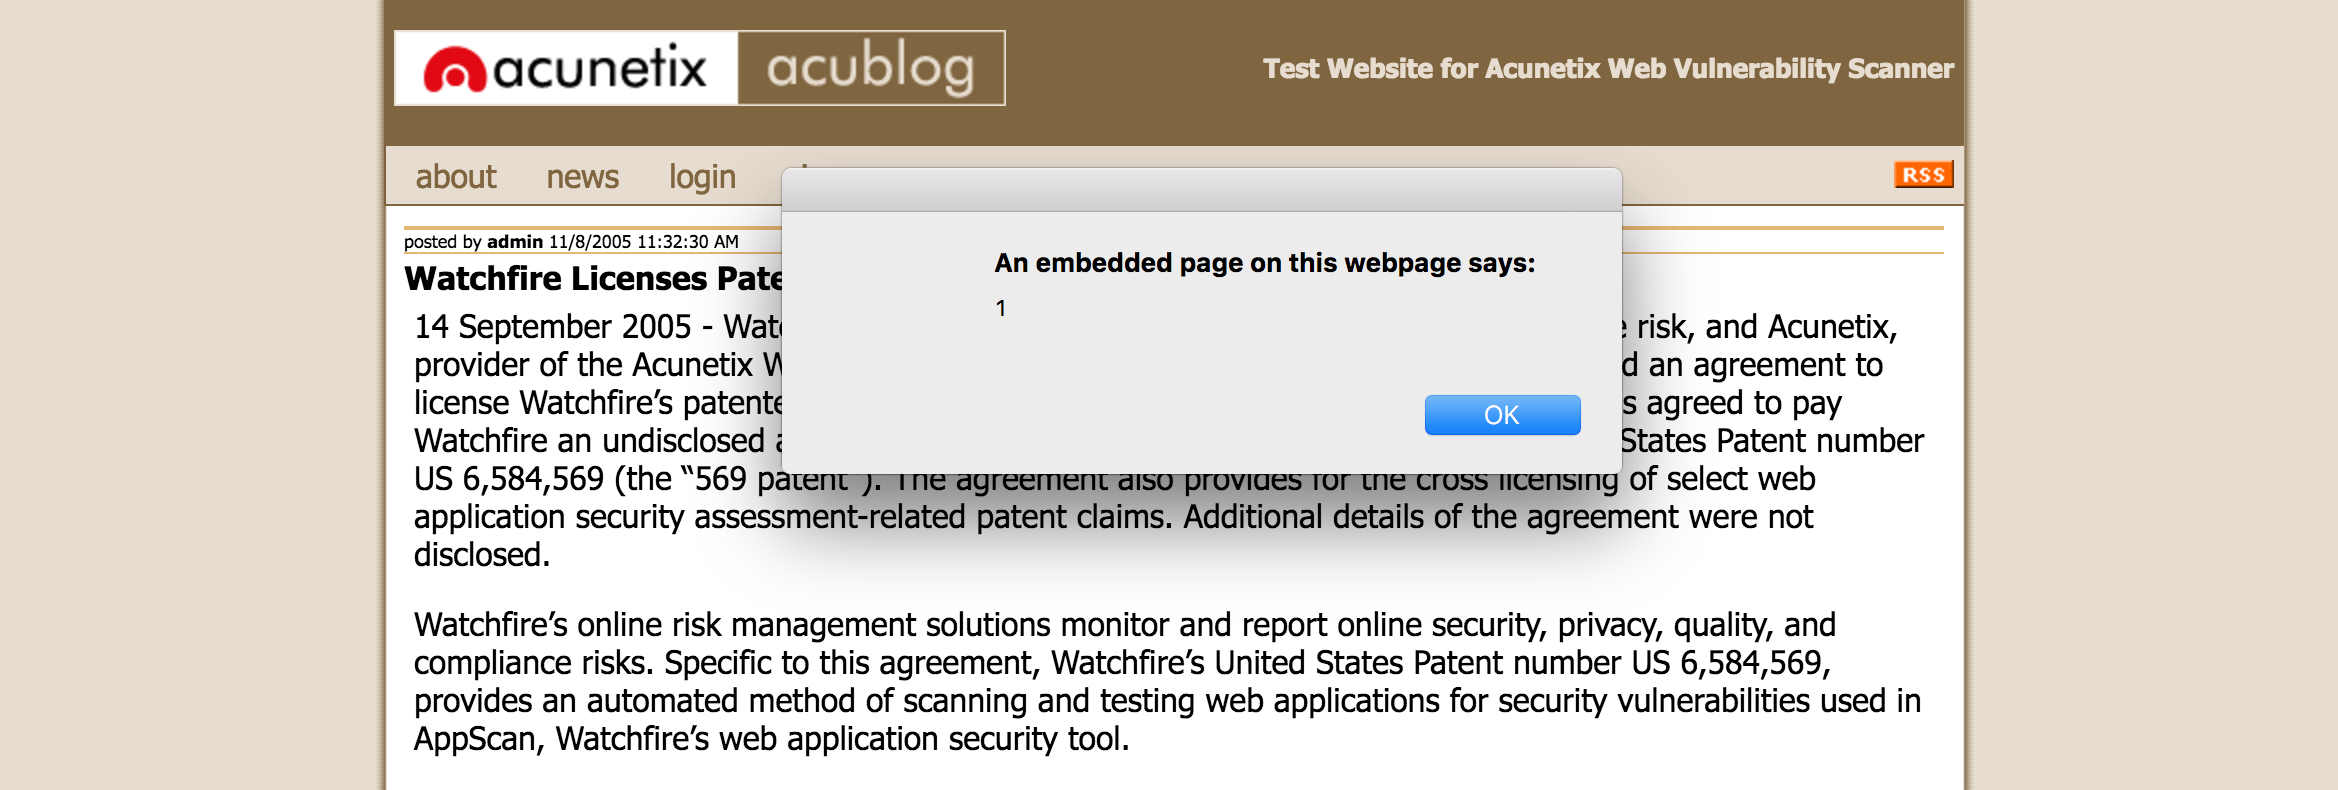 acunetix acublog
Test Website for Acunetix Web Vulnerability Scanner
about news login
RSS
An embedded page on this webpage says:
1
OK
posted by admin 11/8/2005 11:32:30 AM
Watchfire Licenses
14 September 2005 - risk, and Acunetix,
provider of the Acunetix an agreement to
license Watchfire’s agreed to pay
Watchfire an undisclosed States Patent number
US 6,584,569 (the “569 patent”). The agreement also provides for the cross licensing of select web
application security assessment-related patent claims. Additional details of the agreement were not
disclosed.
Watchfire’s online risk management solutions monitor and report online security, privacy, quality, and
compliance risks. Specific to this agreement, Watchfire’s United States Patent number US 6,584,569,
provides an automated method of scanning and testing web applications for security vulnerabilities used in
AppScan, Watchfire’s web application security tool.